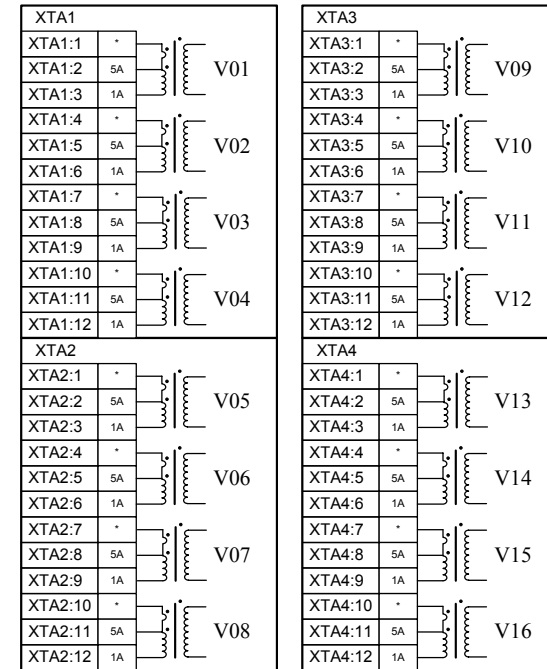 XTA1
XTA1:1 *
XTA1:2 5A V01
XTA1:3 1A
XTA1:4 *
XTA1:5 5A V02
XTA1:6 1A
XTA1:7 *
XTA1:8 5A V03
XTA1:9 1A
XTA1:10 *
XTA1:11 5A V04
XTA1:12 1A
XTA2
XTA2:1 *
XTA2:2 5A V05
XTA2:3 1A
XTA2:4 *
XTA2:5 5A V06
XTA2:6 1A
XTA2:7 *
XTA2:8 5A V07
XTA2:9 1A
XTA2:10 *
XTA2:11 5A V08
XTA2:12 1A
XTA3
XTA3:1 *
XTA3:2 5A V09
XTA3:3 1A
XTA3:4 *
XTA3:5 5A V10
XTA3:6 1A
XTA3:7 *
XTA3:8 5A V11
XTA3:9 1A
XTA3:10 *
XTA3:11 5A V12
XTA3:12 1A
XTA4
XTA4:1 *
XTA4:2 5A V13
XTA4:3 1A
XTA4:4 *
XTA4:5 5A V14
XTA4:6 1A
XTA4:7 *
XTA4:8 5A V15
XTA4:9 1A
XTA4:10 *
XTA4:11 5A V16
XTA4:12 1A